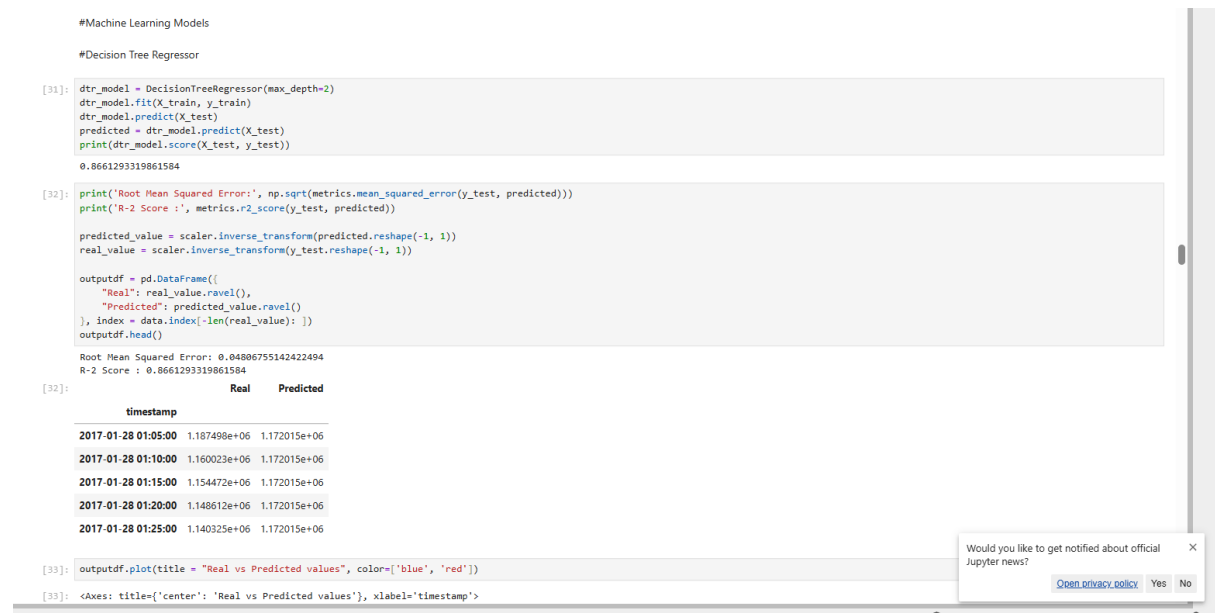 #Machine Learning Models
#Decision Tree Regressor
[31]: dtr_model = DecisionTreeRegressor(max_depth=2)
dtr_model.fit(X_train, y_train)
dtr_model.predict(X_test)
predicted = dtr_model.predict(X_test)
print(dtr_model.score(X_test, y_test))
0.8661293319861584
[32]: print('Root Mean Squared Error:', np.sqrt(metrics.mean_squared_error(y_test, predicted)))
print('R-2 Score :', metrics.r2_score(y_test, predicted))
predicted_value = scaler.inverse_transform(predicted.reshape(-1, 1))
real_value = scaler.inverse_transform(y_test.reshape(-1, 1))
outputdf = pd.DataFrame({
    "Real": real_value.ravel(),
    "Predicted": predicted_value.ravel()
}, index = data.index[-len(real_value): ])
outputdf.head()
Root Mean Squared Error: 0.04806755142422494
R-2 Score : 0.8661293319861584
[32]: Real Predicted
timestamp
2017-01-28 01:05:00 1.187498e+06 1.172015e+06
2017-01-28 01:10:00 1.160023e+06 1.172015e+06
2017-01-28 01:15:00 1.154472e+06 1.172015e+06
2017-01-28 01:20:00 1.148612e+06 1.172015e+06
2017-01-28 01:25:00 1.140325e+06 1.172015e+06
[33]: outputdf.plot(title = "Real vs Predicted values", color=['blue', 'red'])
[33]: <Axes: title={'center': 'Real vs Predicted values'}, xlabel='timestamp'>
Would you like to get notified about official
Jupyter news?
Open privacy policy Yes No